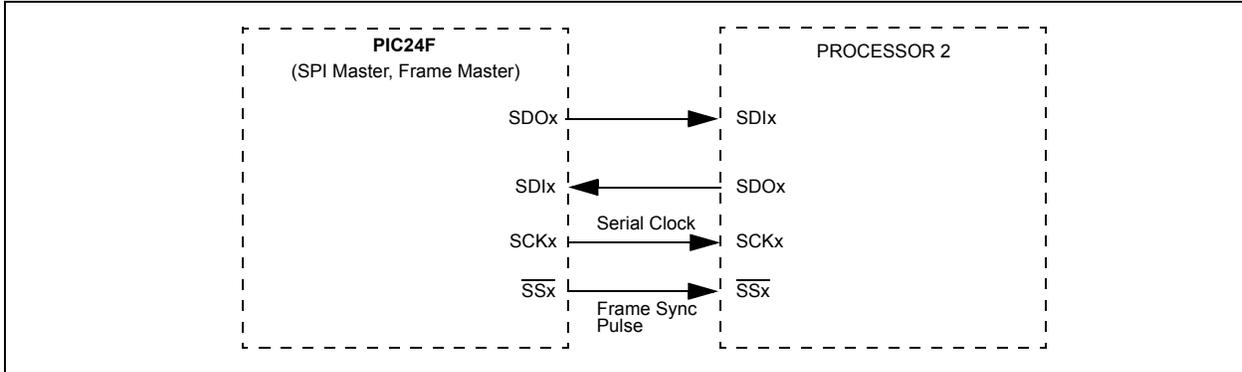 PIC24F
(SPI Master, Frame Master)
PROCESSOR 2
SDOx
SDIx
SDIx
SDOx
Serial Clock
SCKx
SCKx
SSx
SSx
Frame Sync
Pulse